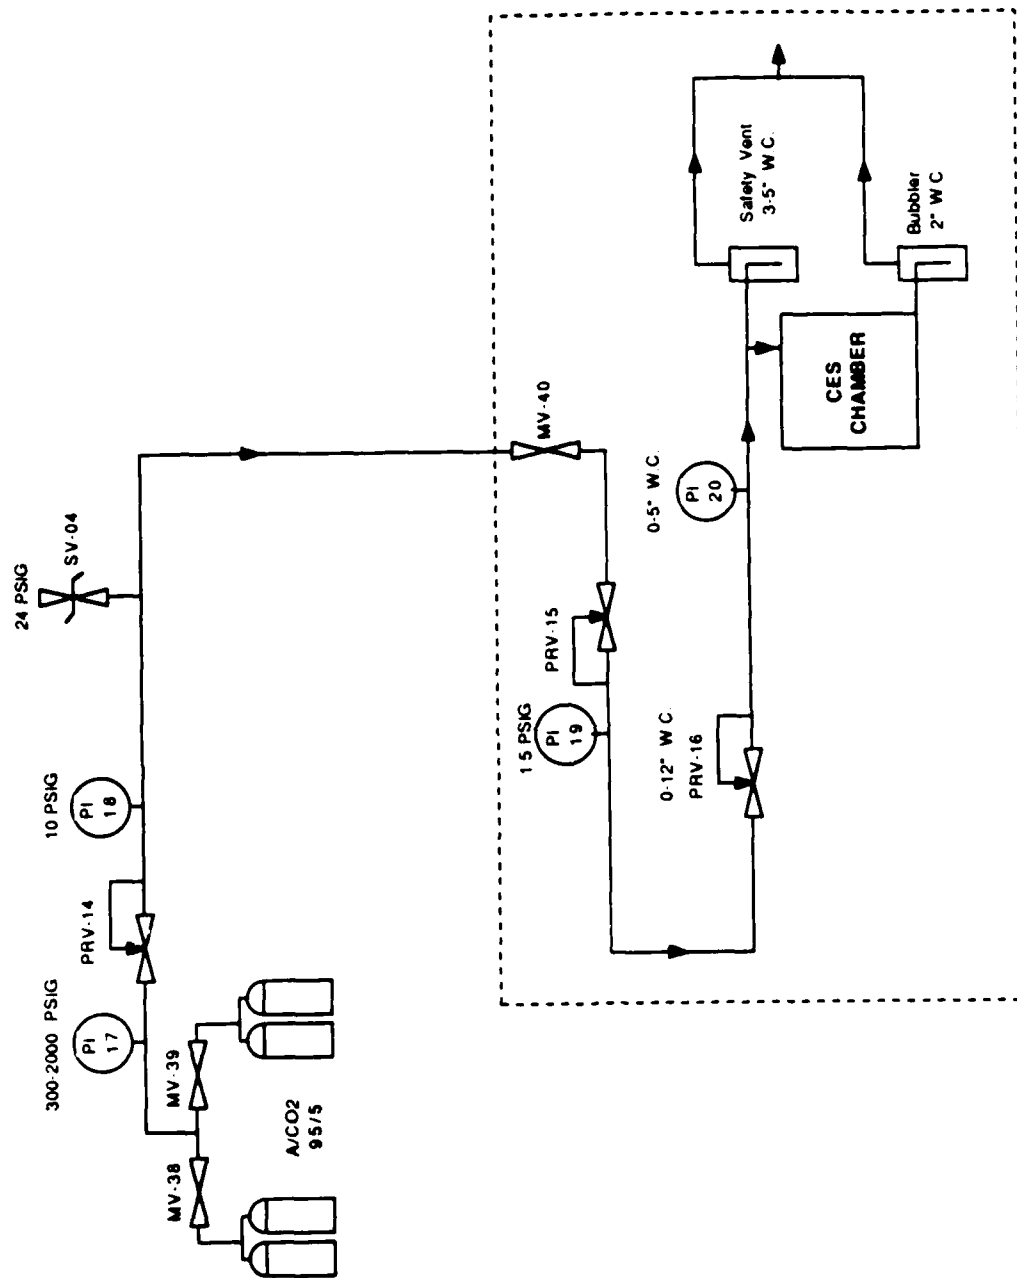 24 PSIG
SV-04
10 PSIG
PI
18
PRV-14
300-2000 PSIG
PI
17
MV-39
MV-38
A/CO2
95/5
MV-40
PRV-15
15 PSIG
PI
19
0-12" W.C.
PRV-16
0-5" W.C.
PI
20
CES
CHAMBER
Safety Vent
3-5" W.C.
Bubbler
2" WC